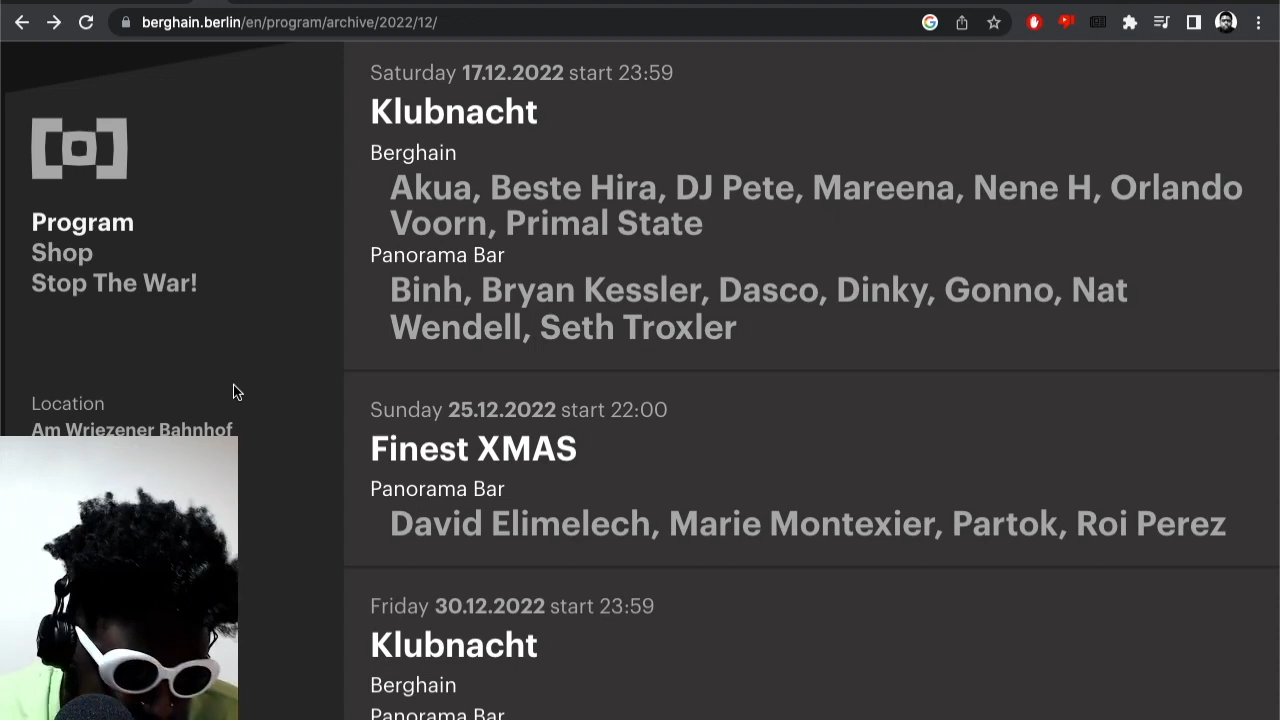 berghain.berlin/en/program/archive/2022/12/
Program
Shop
Stop The War!
Location
Am Wriezener Bahnhof
Saturday 17.12.2022 start 23:59
Klubnacht
Berghain
Akua, Beste Hira, DJ Pete, Mareena, Nene H, Orlando
Voorn, Primal State
Panorama Bar
Binh, Bryan Kessler, Dasco, Dinky, Gonno, Nat
Wendell, Seth Troxler
Sunday 25.12.2022 start 22:00
Finest XMAS
Panorama Bar
David Elimelech, Marie Montexier, Partok, Roi Perez
Friday 30.12.2022 start 23:59
Klubnacht
Berghain
Panorama Bar